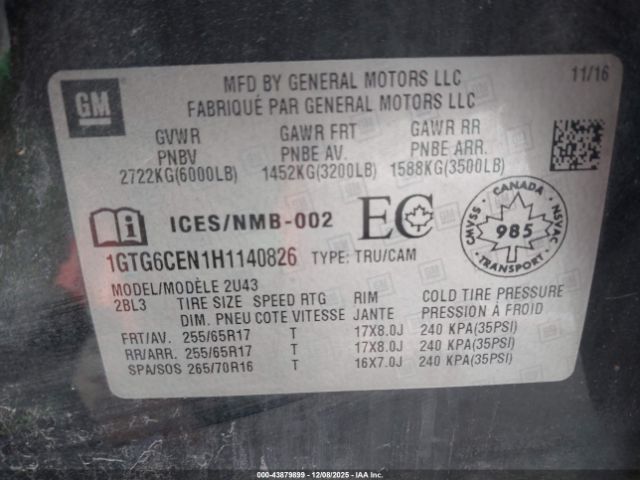 GM
MFD BY GENERAL MOTORS LLC
FABRIQUÉ PAR GENERAL MOTORS LLC
11/16
GVWR GAWR FRT GAWR RR
PNBV PNBE AV. PNBE ARR.
2722KG(6000LB) 1452KG(3200LB) 1588KG(3500LB)
ICES/NMB-002 EC
CANADA
CMVSS 985 NSVAC
1GTG6CEN1H1140826 TYPE: TRU/CAM
MODEL/MODÈLE 2U43
2BL3 TIRE SIZE SPEED RTG RIM COLD TIRE PRESSURE
DIM. PNEU COTE VITESSE JANTE PRESSION À FROID
FRT/AV. 255/65R17 T 17X8.0J 240 KPA(35PSI)
RR/ARR. 255/65R17 T 17X8.0J 240 KPA(35PSI)
SPA/SOS 265/70R16 T 16X7.0J 240 KPA(35PSI)
000-43879899 - 12/08/2025 - IAA Inc.